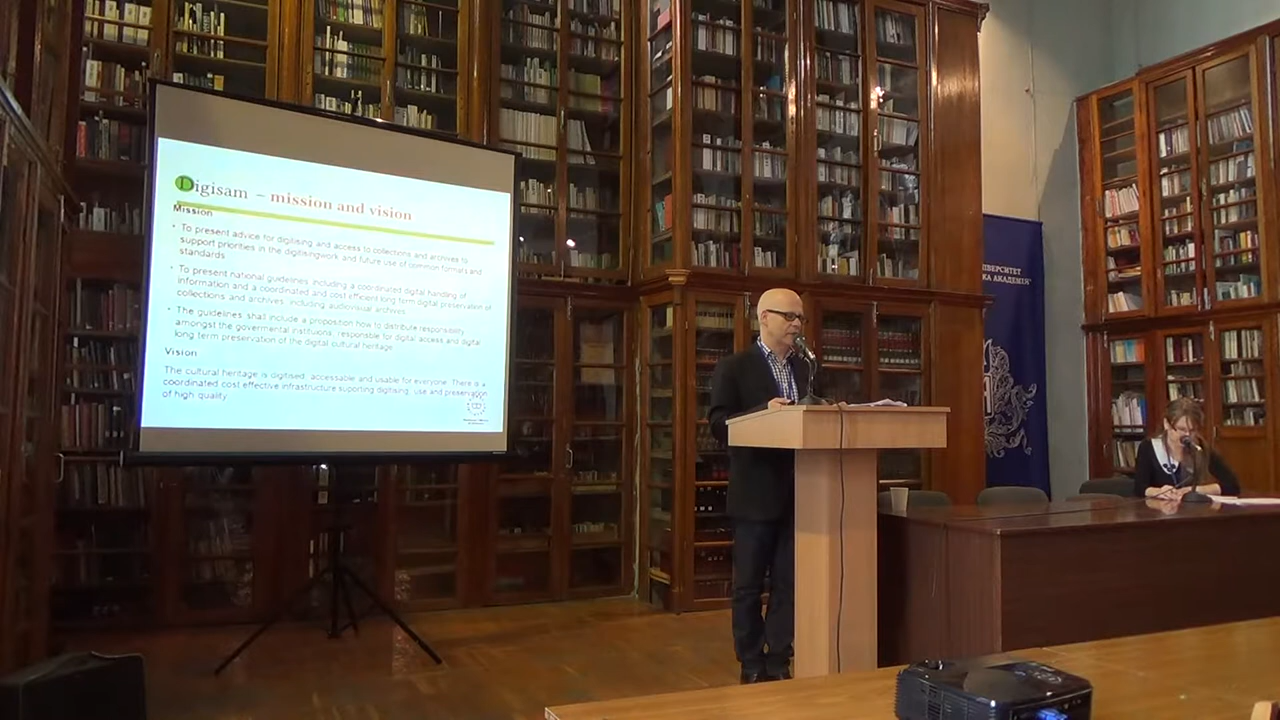 Digisam – mission and vision
Mission
• To present advice for digitising and access to collections and archives to
support priorities in the digitisingwork and future use of common formats and
standards
• To present national guidelines including a coordinated digital handling of
information and a coordinated and cost efficient long term digital preservation of
collections and archives, including audiovisual archives.
• The guidelines shall include a proposition how to distribute responsibility
amongst the govermental instituions, responsible for digital access and digital
long term preservation of the digital cultural heritage.
Vision
The cultural heritage is digitised, accessable and usable for everyone. There is a
coordinated cost effective infrastructure suporting digitising, use and preservation
of high quality
ІВЕРСИТЕТ
КА АКАДЕМІЯ"